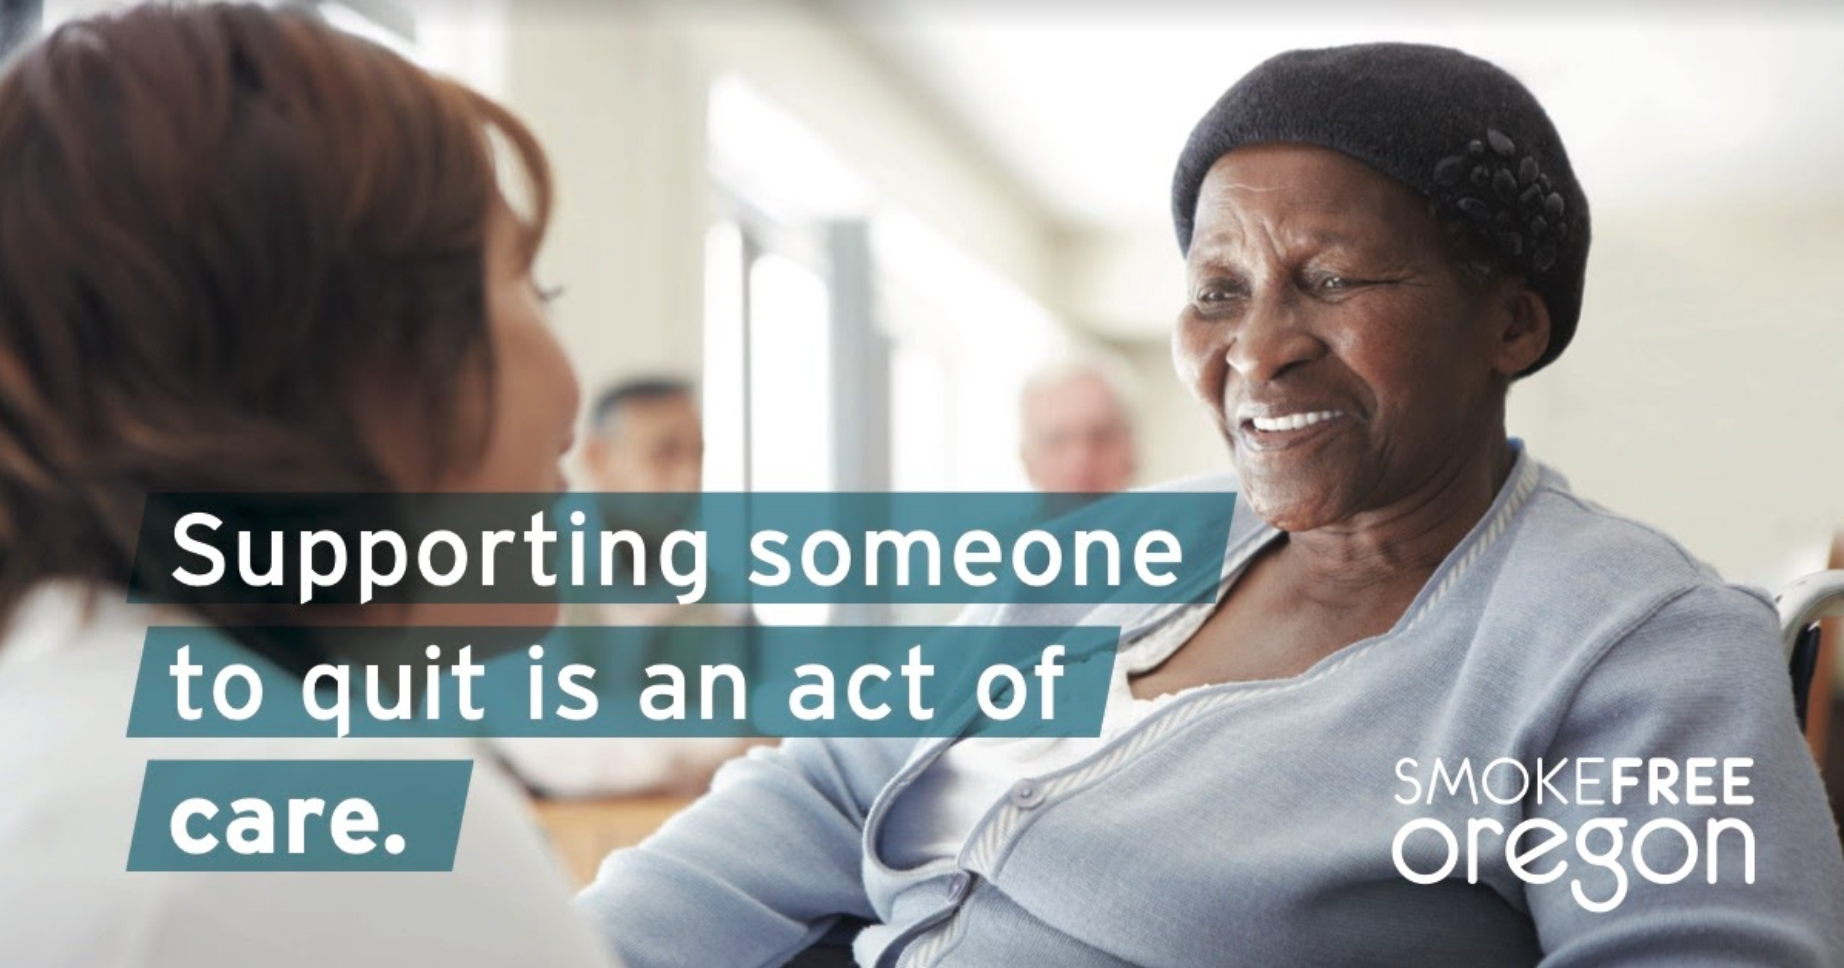 Supporting someone
to quit is an act of
care.
SMOKEFREE
oregon